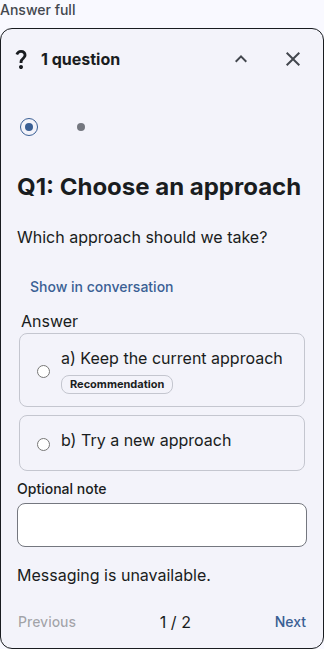 Answer full
? 1 question
Q1: Choose an approach
Which approach should we take?
Show in conversation
Answer
a) Keep the current approach
Recommendation
b) Try a new approach
Optional note
Messaging is unavailable.
Previous 1 / 2 Next